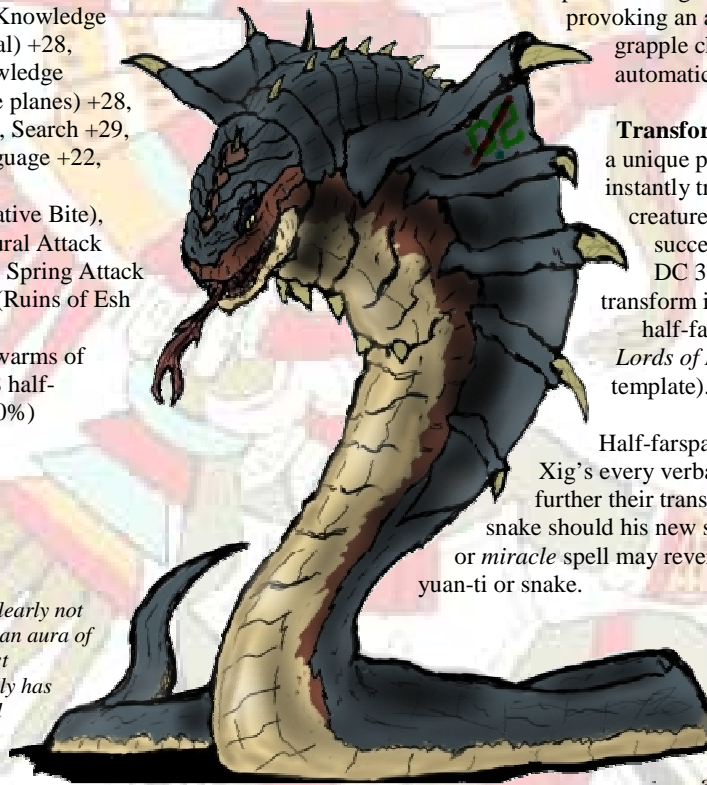 Knowledge
al) +28,
wledge
e planes) +28,
, Search +29,
guage +22,
ative Bite),
ural Attack
Spring Attack
(Ruins of Esh
warms of
half-
0%)
learly not
an aura of
ly has
provoking an a
grapple cl
automatic
Transfor
a unique p
instantly tr
creature
succe
DC 3
transform i
half-fa
Lords of
template).
Half-farspa
Xig's every verba
further their trans
snake should his new s
or miracle spell may reve
yuan-ti or snake.